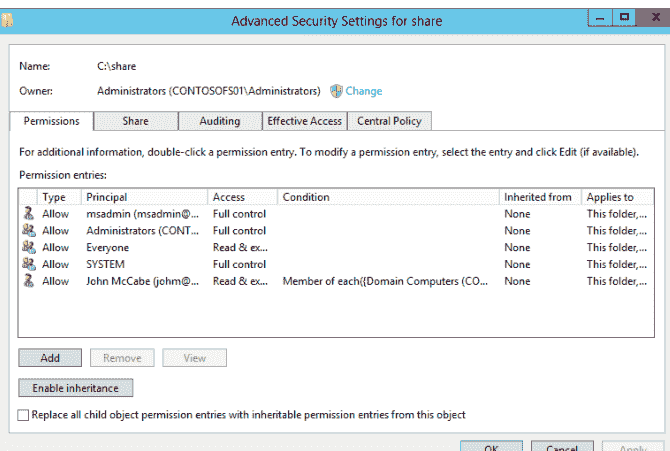 Advanced Security Settings for share
Name: C:\share
Owner: Administrators (CONTOSOFS01\Administrators) Change
Permissions Share Auditing Effective Access Central Policy
For additional information, double-click a permission entry. To modify a permission entry, select the entry and click Edit (if available).
Permission entries:
Type Principal Access Condition Inherited from Applies to
Allow msadmin (msadmin@... Full control None This folder,...
Allow Administrators (CONT... Full control None This folder,...
Allow Everyone Read & ex... None This folder,...
Allow SYSTEM Full control None This folder,...
Allow John McCabe (johm@... Read & ex... Member of each({Domain Computers (CO... None This folder,...
Add Remove View
Enable inheritance
Replace all child object permission entries with inheritable permission entries from this object
OK Cancel Apply